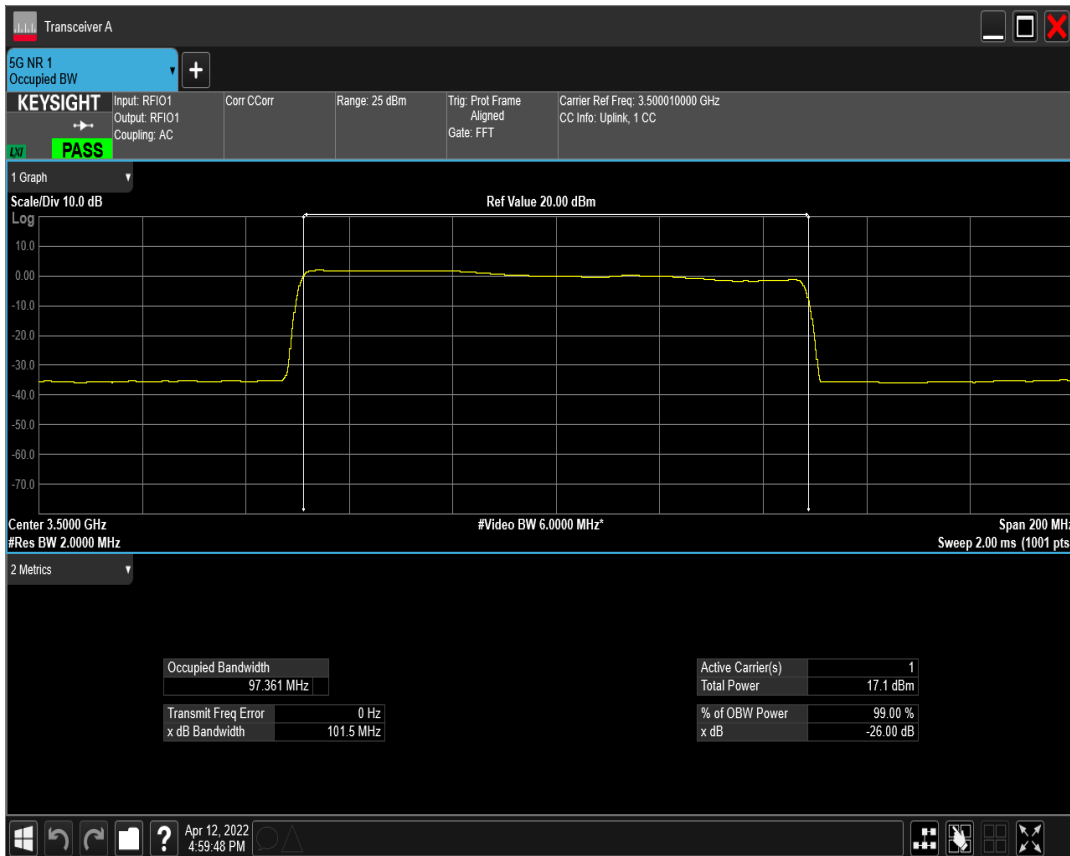 Transceiver A
5G NR 1
Occupied BW
KEYSIGHT
LXI
PASS
Input: RFIO1
Output: RFIO1
Coupling: AC
Corr CCorr
Range: 25 dBm
Trig: Prot Frame
Aligned
Gate: FFT
Carrier Ref Freq: 3.500010000 GHz
CC Info: Uplink, 1 CC
1 Graph
Scale/Div 10.0 dB
Ref Value 20.00 dBm
Log
10.0
0.00
-10.0
-20.0
-30.0
-40.0
-50.0
-60.0
-70.0
Center 3.5000 GHz
#Video BW 6.0000 MHz*
Span 200 MHz
#Res BW 2.0000 MHz
Sweep 2.00 ms (1001 pts
2 Metrics
Occupied Bandwidth
97.361 MHz
Transmit Freq Error 0 Hz
x dB Bandwidth 101.5 MHz
Active Carrier(s) 1
Total Power 17.1 dBm
% of OBW Power 99.00 %
x dB -26.00 dB
?
Apr 12, 2022
4:59:48 PM